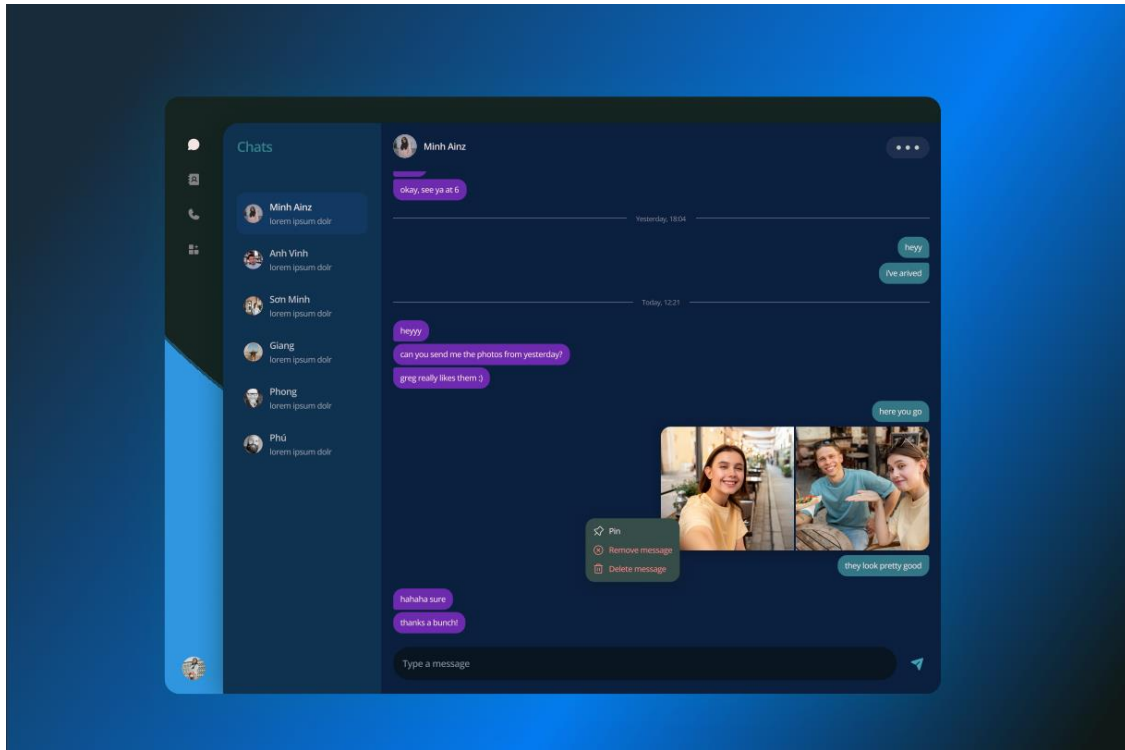 Chats
Minh Ainz
lorem ipsum dolr
Anh Vinh
lorem ipsum dolr
Sơn Minh
lorem ipsum dolr
Giang
lorem ipsum dolr
Phong
lorem ipsum dolr
Phú
lorem ipsum dolr
Minh Ainz
okay, see ya at 6
Yesterday, 18:04
heyy
i've arived
Today, 12:21
heyyy
can you send me the photos from yesterday?
greg really likes them :)
here you go
Pin
Remove message
Delete message
they look pretty good
hahaha sure
thanks a bunch!
Type a message